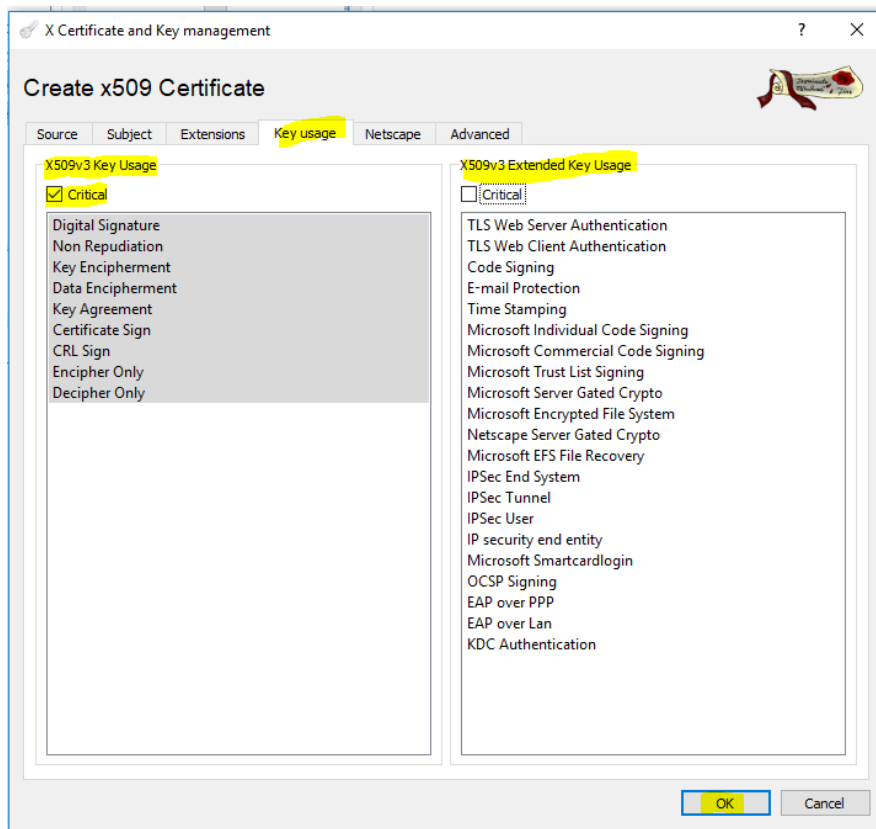 X Certificate and Key management
?
Create x509 Certificate
Source Subject Extensions Key usage Netscape Advanced
X509v3 Key Usage
Critical
Digital Signature
Non Repudiation
Key Encipherment
Data Encipherment
Key Agreement
Certificate Sign
CRL Sign
Encipher Only
Decipher Only
X509v3 Extended Key Usage
Critical
TLS Web Server Authentication
TLS Web Client Authentication
Code Signing
E-mail Protection
Time Stamping
Microsoft Individual Code Signing
Microsoft Commercial Code Signing
Microsoft Trust List Signing
Microsoft Server Gated Crypto
Microsoft Encrypted File System
Netscape Server Gated Crypto
Microsoft EFS File Recovery
IPSec End System
IPSec Tunnel
IPSec User
IP security end entity
Microsoft Smartcardlogin
OCSP Signing
EAP over PPP
EAP over Lan
KDC Authentication
OK Cancel